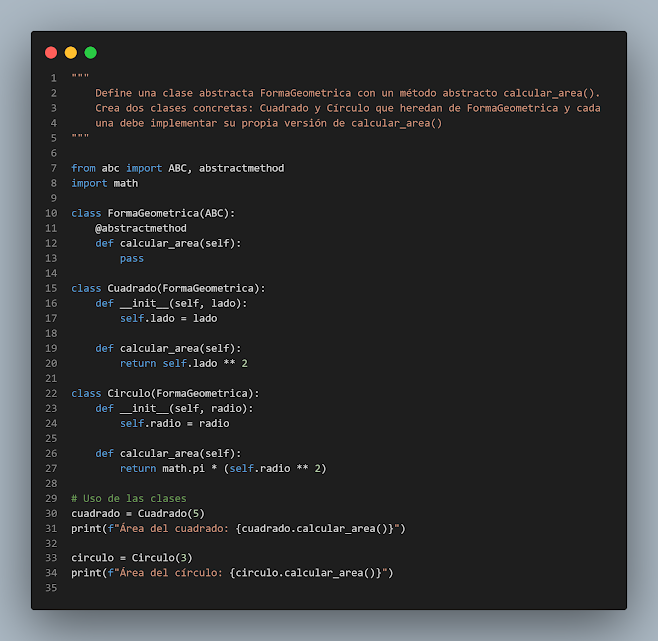 1 """
2     Define una clase abstracta FormaGeometrica con un método abstracto calcular_area().
3     Crea dos clases concretas: Cuadrado y Círculo que heredan de FormaGeometrica y cada
4     una debe implementar su propia versión de calcular_area()
5 """
6
7 from abc import ABC, abstractmethod
8 import math
9
10 class FormaGeometrica(ABC):
11     @abstractmethod
12     def calcular_area(self):
13         pass
14
15 class Cuadrado(FormaGeometrica):
16     def __init__(self, lado):
17         self.lado = lado
18
19     def calcular_area(self):
20         return self.lado ** 2
21
22 class Circulo(FormaGeometrica):
23     def __init__(self, radio):
24         self.radio = radio
25
26     def calcular_area(self):
27         return math.pi * (self.radio ** 2)
28
29 # Uso de las clases
30 cuadrado = Cuadrado(5)
31 print(f"Área del cuadrado: {cuadrado.calcular_area()}")
32
33 circulo = Circulo(3)
34 print(f"Área del círculo: {circulo.calcular_area()}")
35